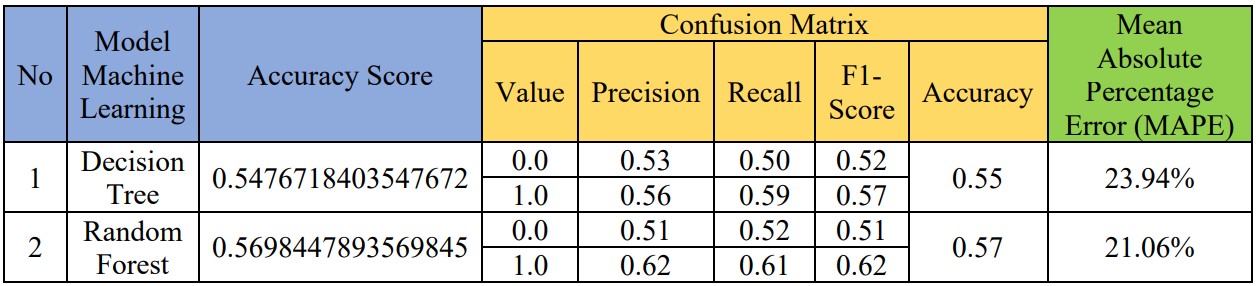 No
Model
Machine
Learning
Accuracy Score
Confusion Matrix
Value
Precision
Recall
F1-
Score
Accuracy
Mean
Absolute
Percentage
Error (MAPE)
1
Decision
Tree
0.5476718403547672
0.0
0.53
0.50
0.52
1.0
0.56
0.59
0.57
0.55
23.94%
2
Random
Forest
0.5698447893569845
0.0
0.51
0.52
0.51
1.0
0.62
0.61
0.62
0.57
21.06%